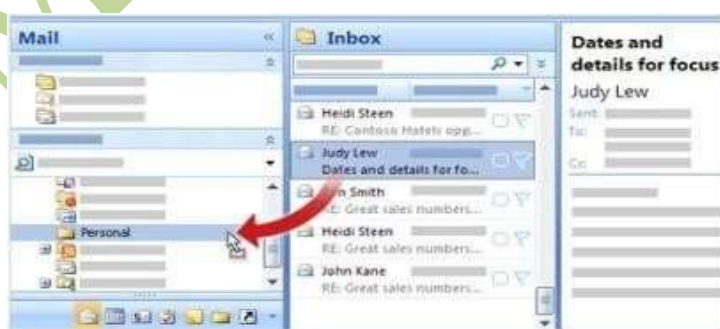 Mail
Personal
Inbox
Heidi Steen
RE: Contoso Hotels opp...
Judy Lew
Dates and details for fo...
Smith
RE: Great sales numbers...
Heidi Steen
RE: Great sales numbers...
John Kane
RE: Great sales numbers...
Dates and
details for focus
Judy Lew
Sent:
To:
Cc: